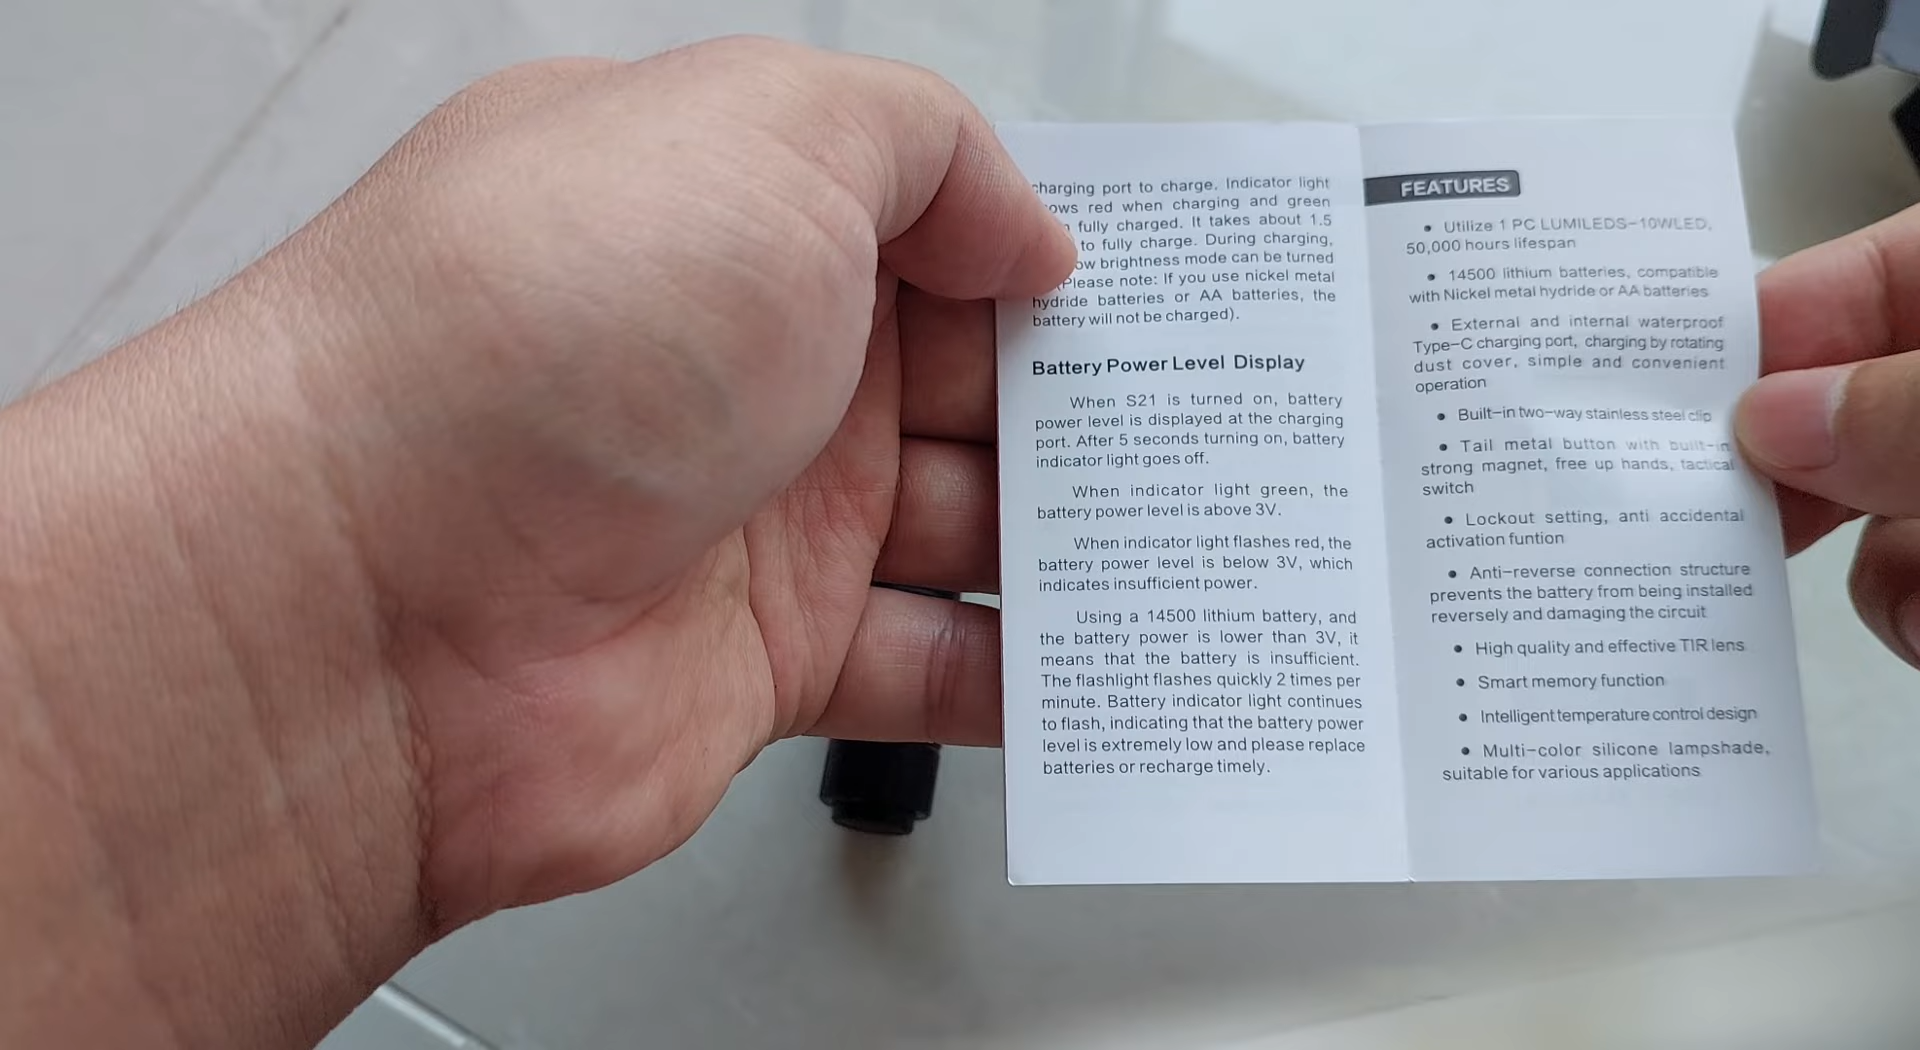 charging port to charge. Indicator light
red when charging and green
fully charged. It takes about 1.5
to fully charge. During charging,
brightness mode can be turned
(Please note: If you use nickel metal
hydride batteries or AA batteries, the
battery will not be charged).
Battery Power Level Display
When S21 is turned on, battery
power level is displayed at the charging
port. After 5 seconds turning on, battery
indicator light goes off.
When indicator light green, the
battery power level is above 3V.
When indicator light flashes red, the
battery power level is below 3V, which
indicates insufficient power.
Using a 14500 lithium battery, and
the battery power is lower than 3V, it
means that the battery is insufficient.
The flashlight flashes quickly 2 times per
minute. Battery indicator light continues
to flash, indicating that the battery power
level is extremely low and please replace
batteries or recharge timely.
FEATURES
• Utilize 1 PC LUMILEDS-10WLED,
50,000 hours lifespan
• 14500 lithium batteries, compatible
with Nickel metal hydride or AA batteries
• External and internal waterproof
Type-C charging port, charging by rotating
dust cover, simple and convenient
operation
• Built-in two-way stainless steel clip
• Tail metal button with built-in
strong magnet, free up hands, tactical
switch
• Lockout setting, anti accidental
activation funtion
• Anti-reverse connection structure
prevents the battery from being installed
reversely and damaging the circuit
• High quality and effective TIR lens
• Smart memory function
• Intelligent temperature control design
• Multi-color silicone lampshade,
suitable for various applications